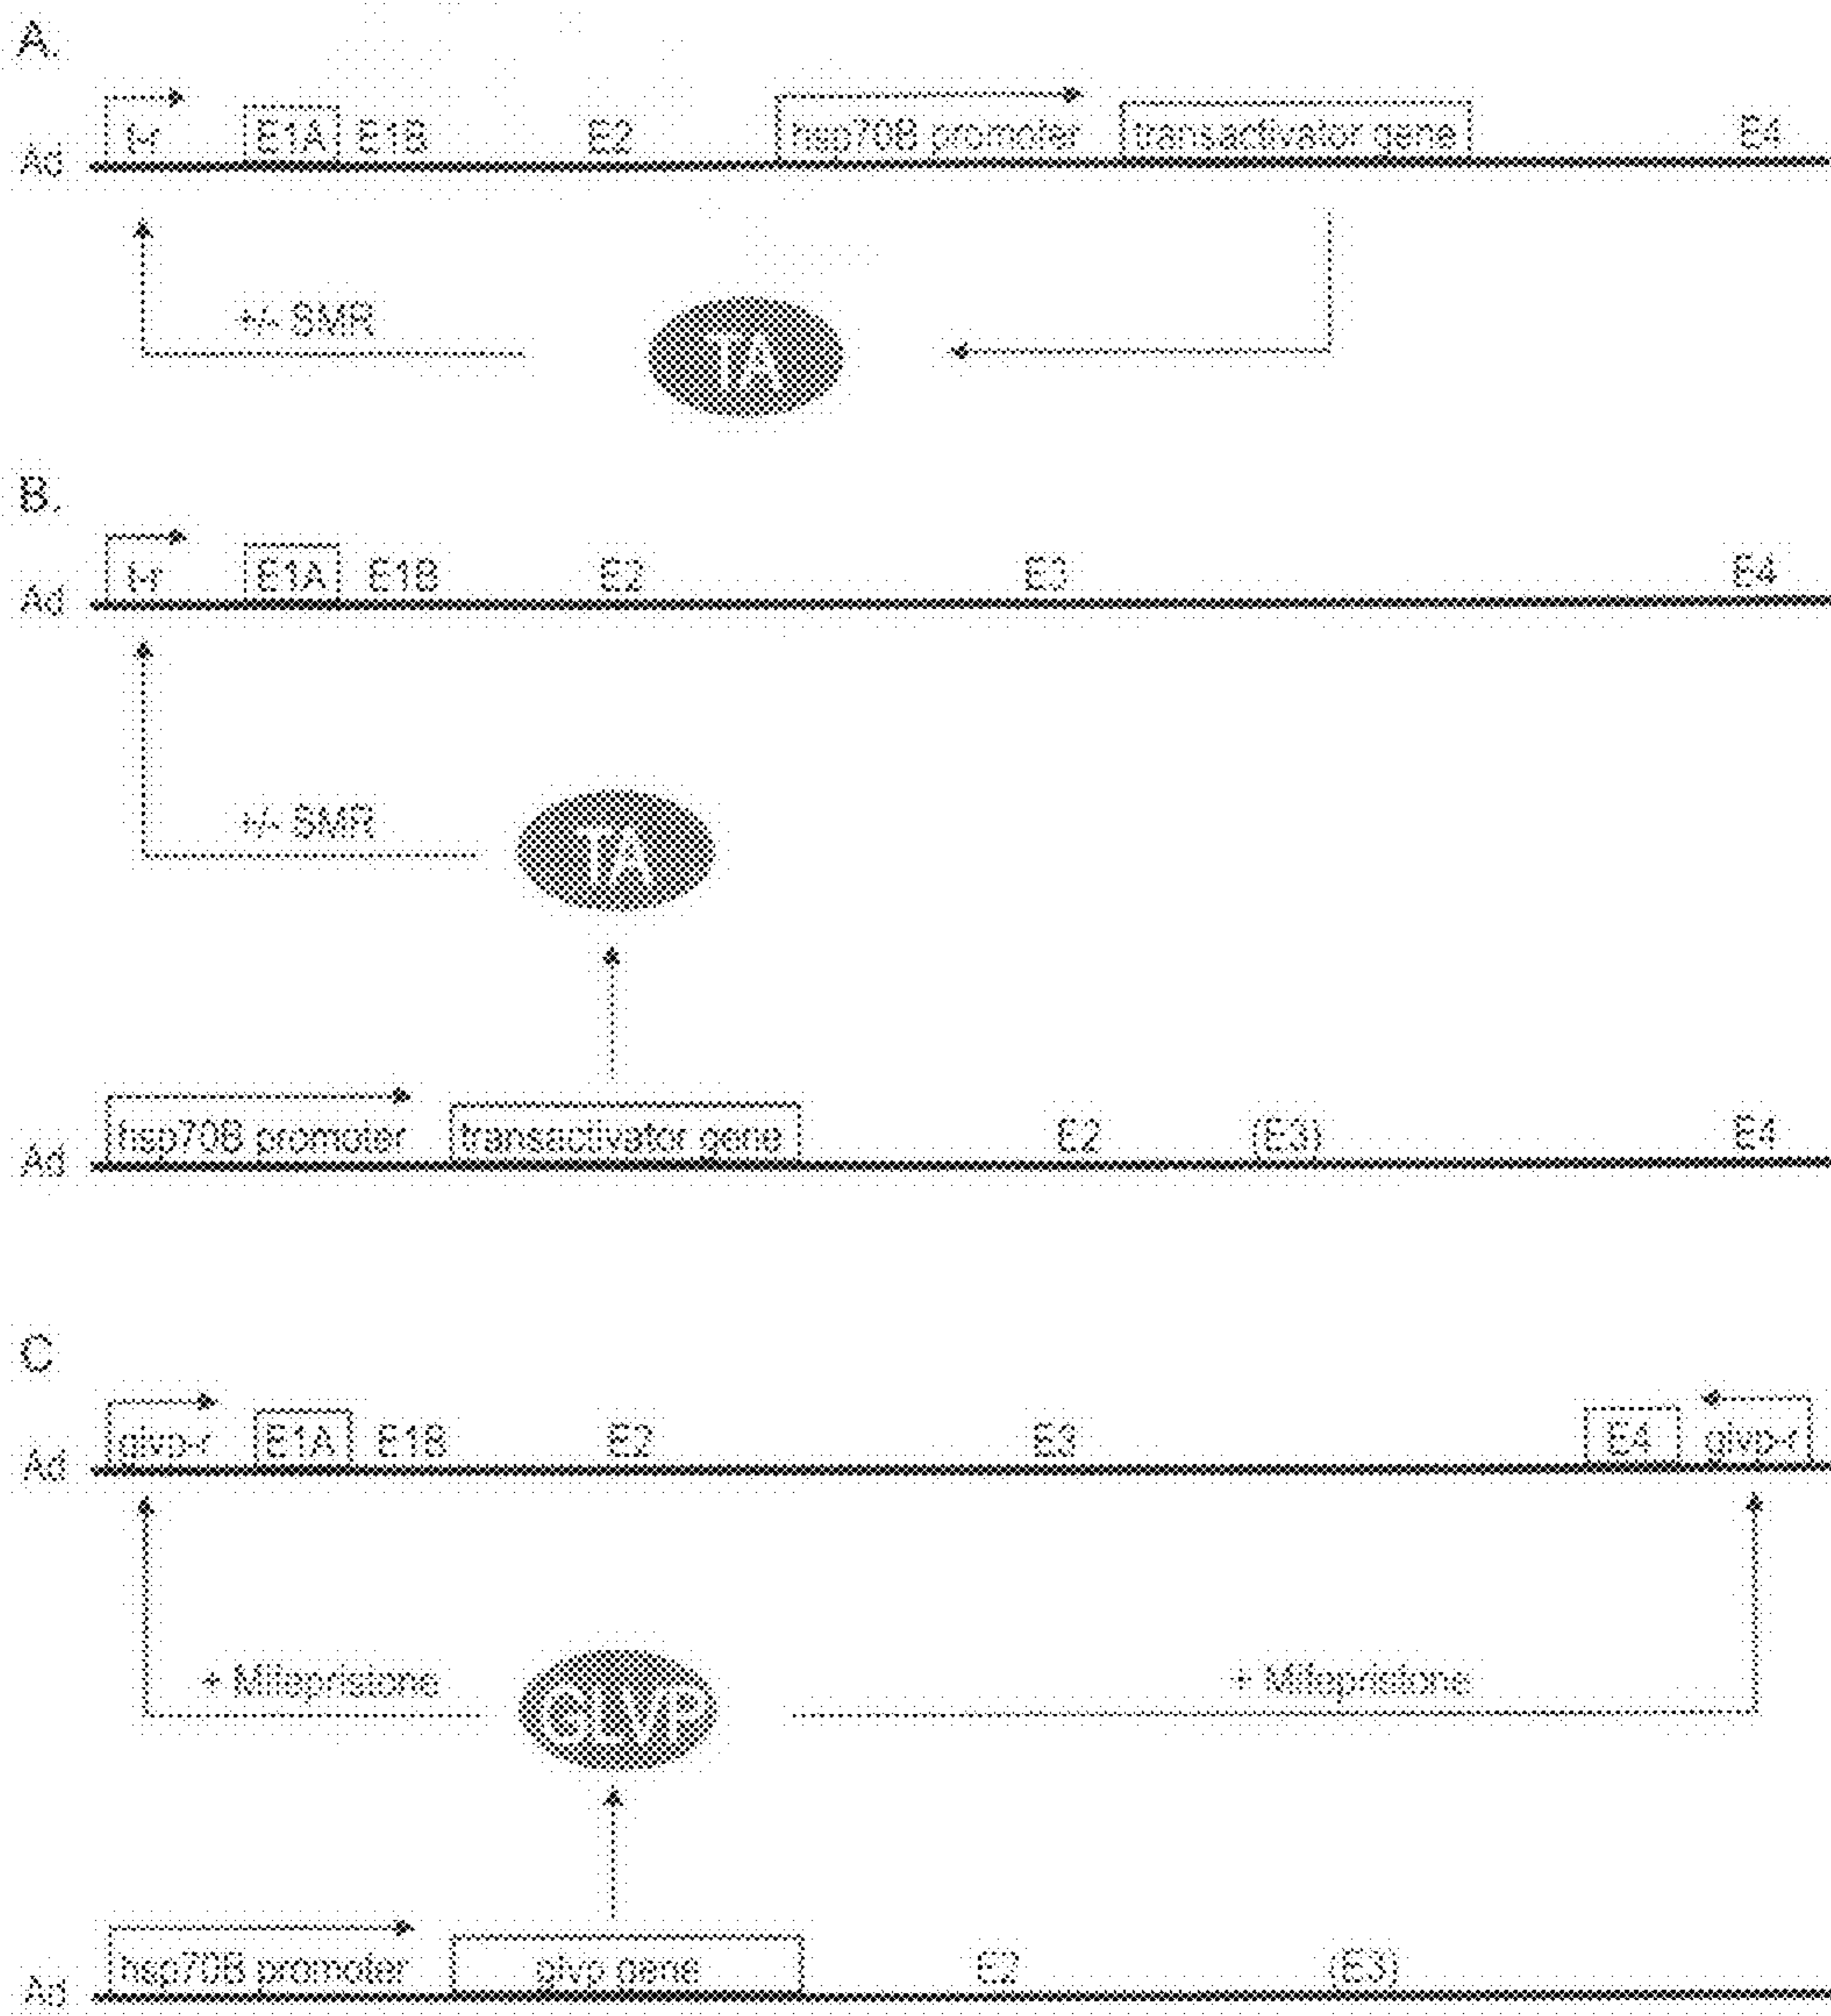 A.
Ad E1A E1B E2 hsp70B promoter transactivator gene E4
+/- SMR
TA
B.
Ad E1A E1B E2 E3 E4
+/- SMR
TA
Ad hsp70B promoter transactivator gene E2 (E3) E4
C
Ad glvp-r E1A E1B E2 E3 E4 glvp-r
+ Mifepristone GLVP + Mifepristone
Ad hsp70B promoter glvp gene E2 (E3)